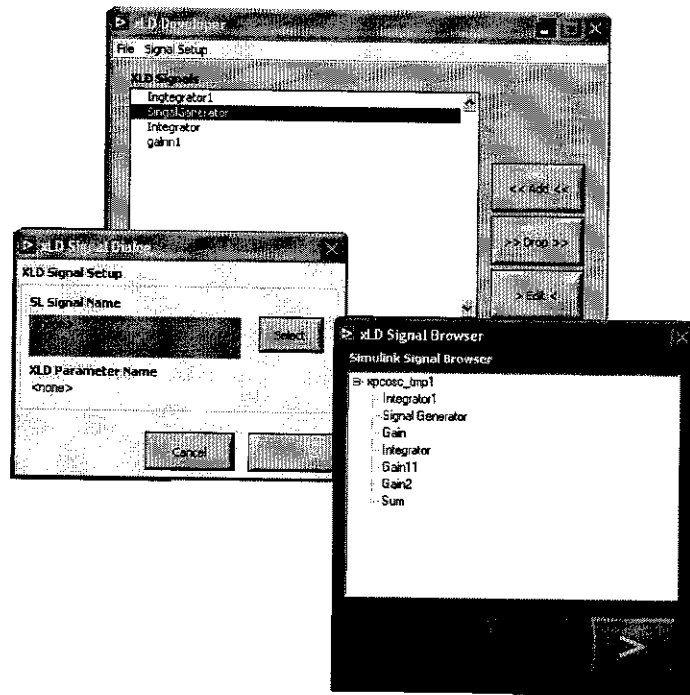 xLD Developer
File Signal Setup
XLD Signals
Ingtegrator1
SingalGenerator
Integrator
gainn1
<< Add <<
>> Drop >>
> Edit <
xLD Signal Dialog
XLD Signal Setup
SL Signal Name
Select
XLD Parameter Name
<none>
Cancel
xLD Signal Browser
Simulink Signal Browser
xpcosc_tmp1
Integrator1
Signal Generator
Gain
Integrator
Gain11
Gain2
Sum
>